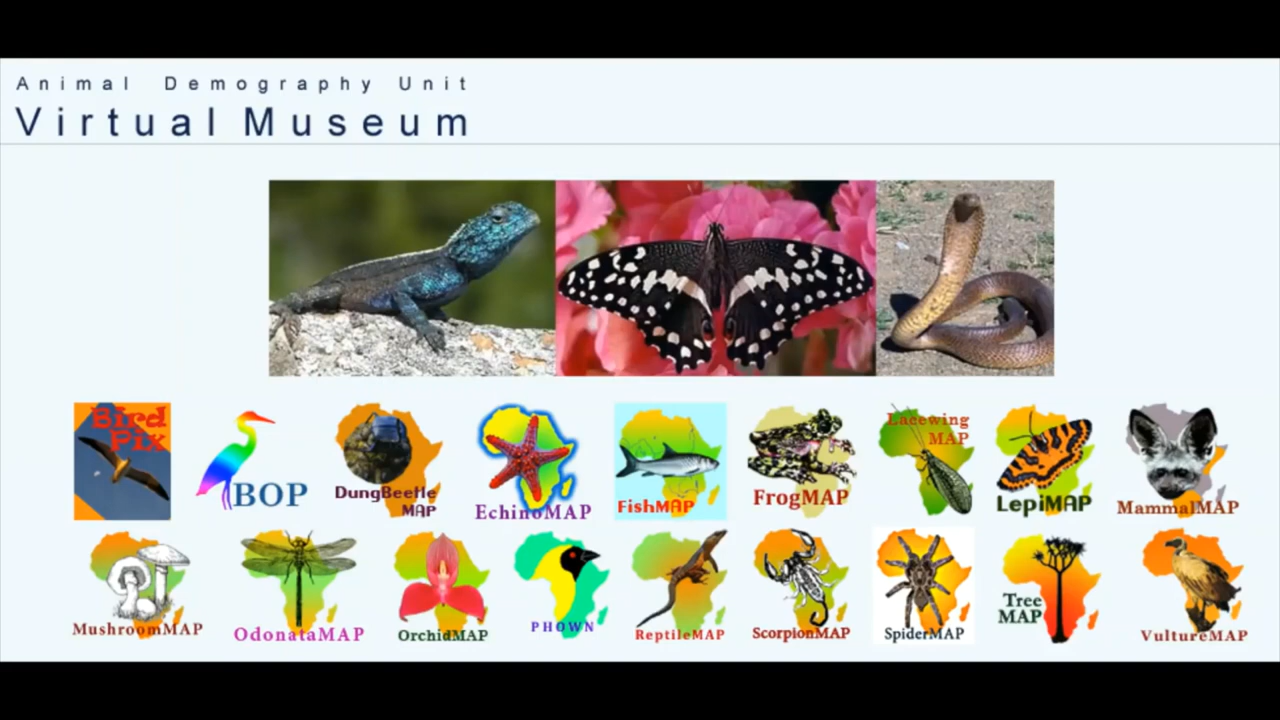 Animal Demography Unit
Virtual Museum
Bird
Pix
BOP
DungBeetle
MAP
EchinoMAP
FishMAP
FrogMAP
Lacewing
MAP
LepiMAP
MammalMAP
MushroomMAP
OdonataMAP
OrchidMAP
PHOWN
ReptileMAP
ScorpionMAP
SpiderMAP
Tree
MAP
VultureMAP